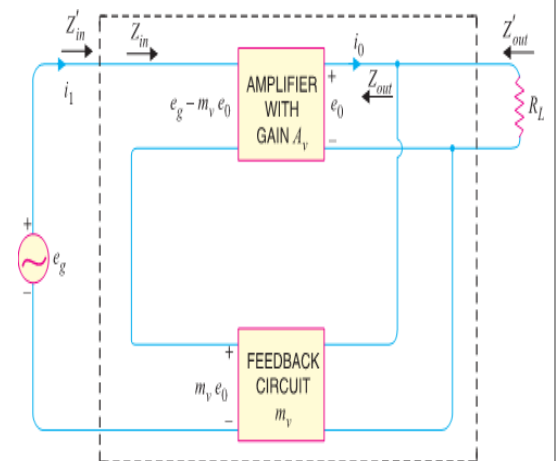 Z'in
Zin
i0
Z'out
i1
eg – mv e0
AMPLIFIER
WITH
GAIN Av
+
e0
–
Zout
RL
+
eg
–
+
mv e0
–
FEEDBACK
CIRCUIT
mv